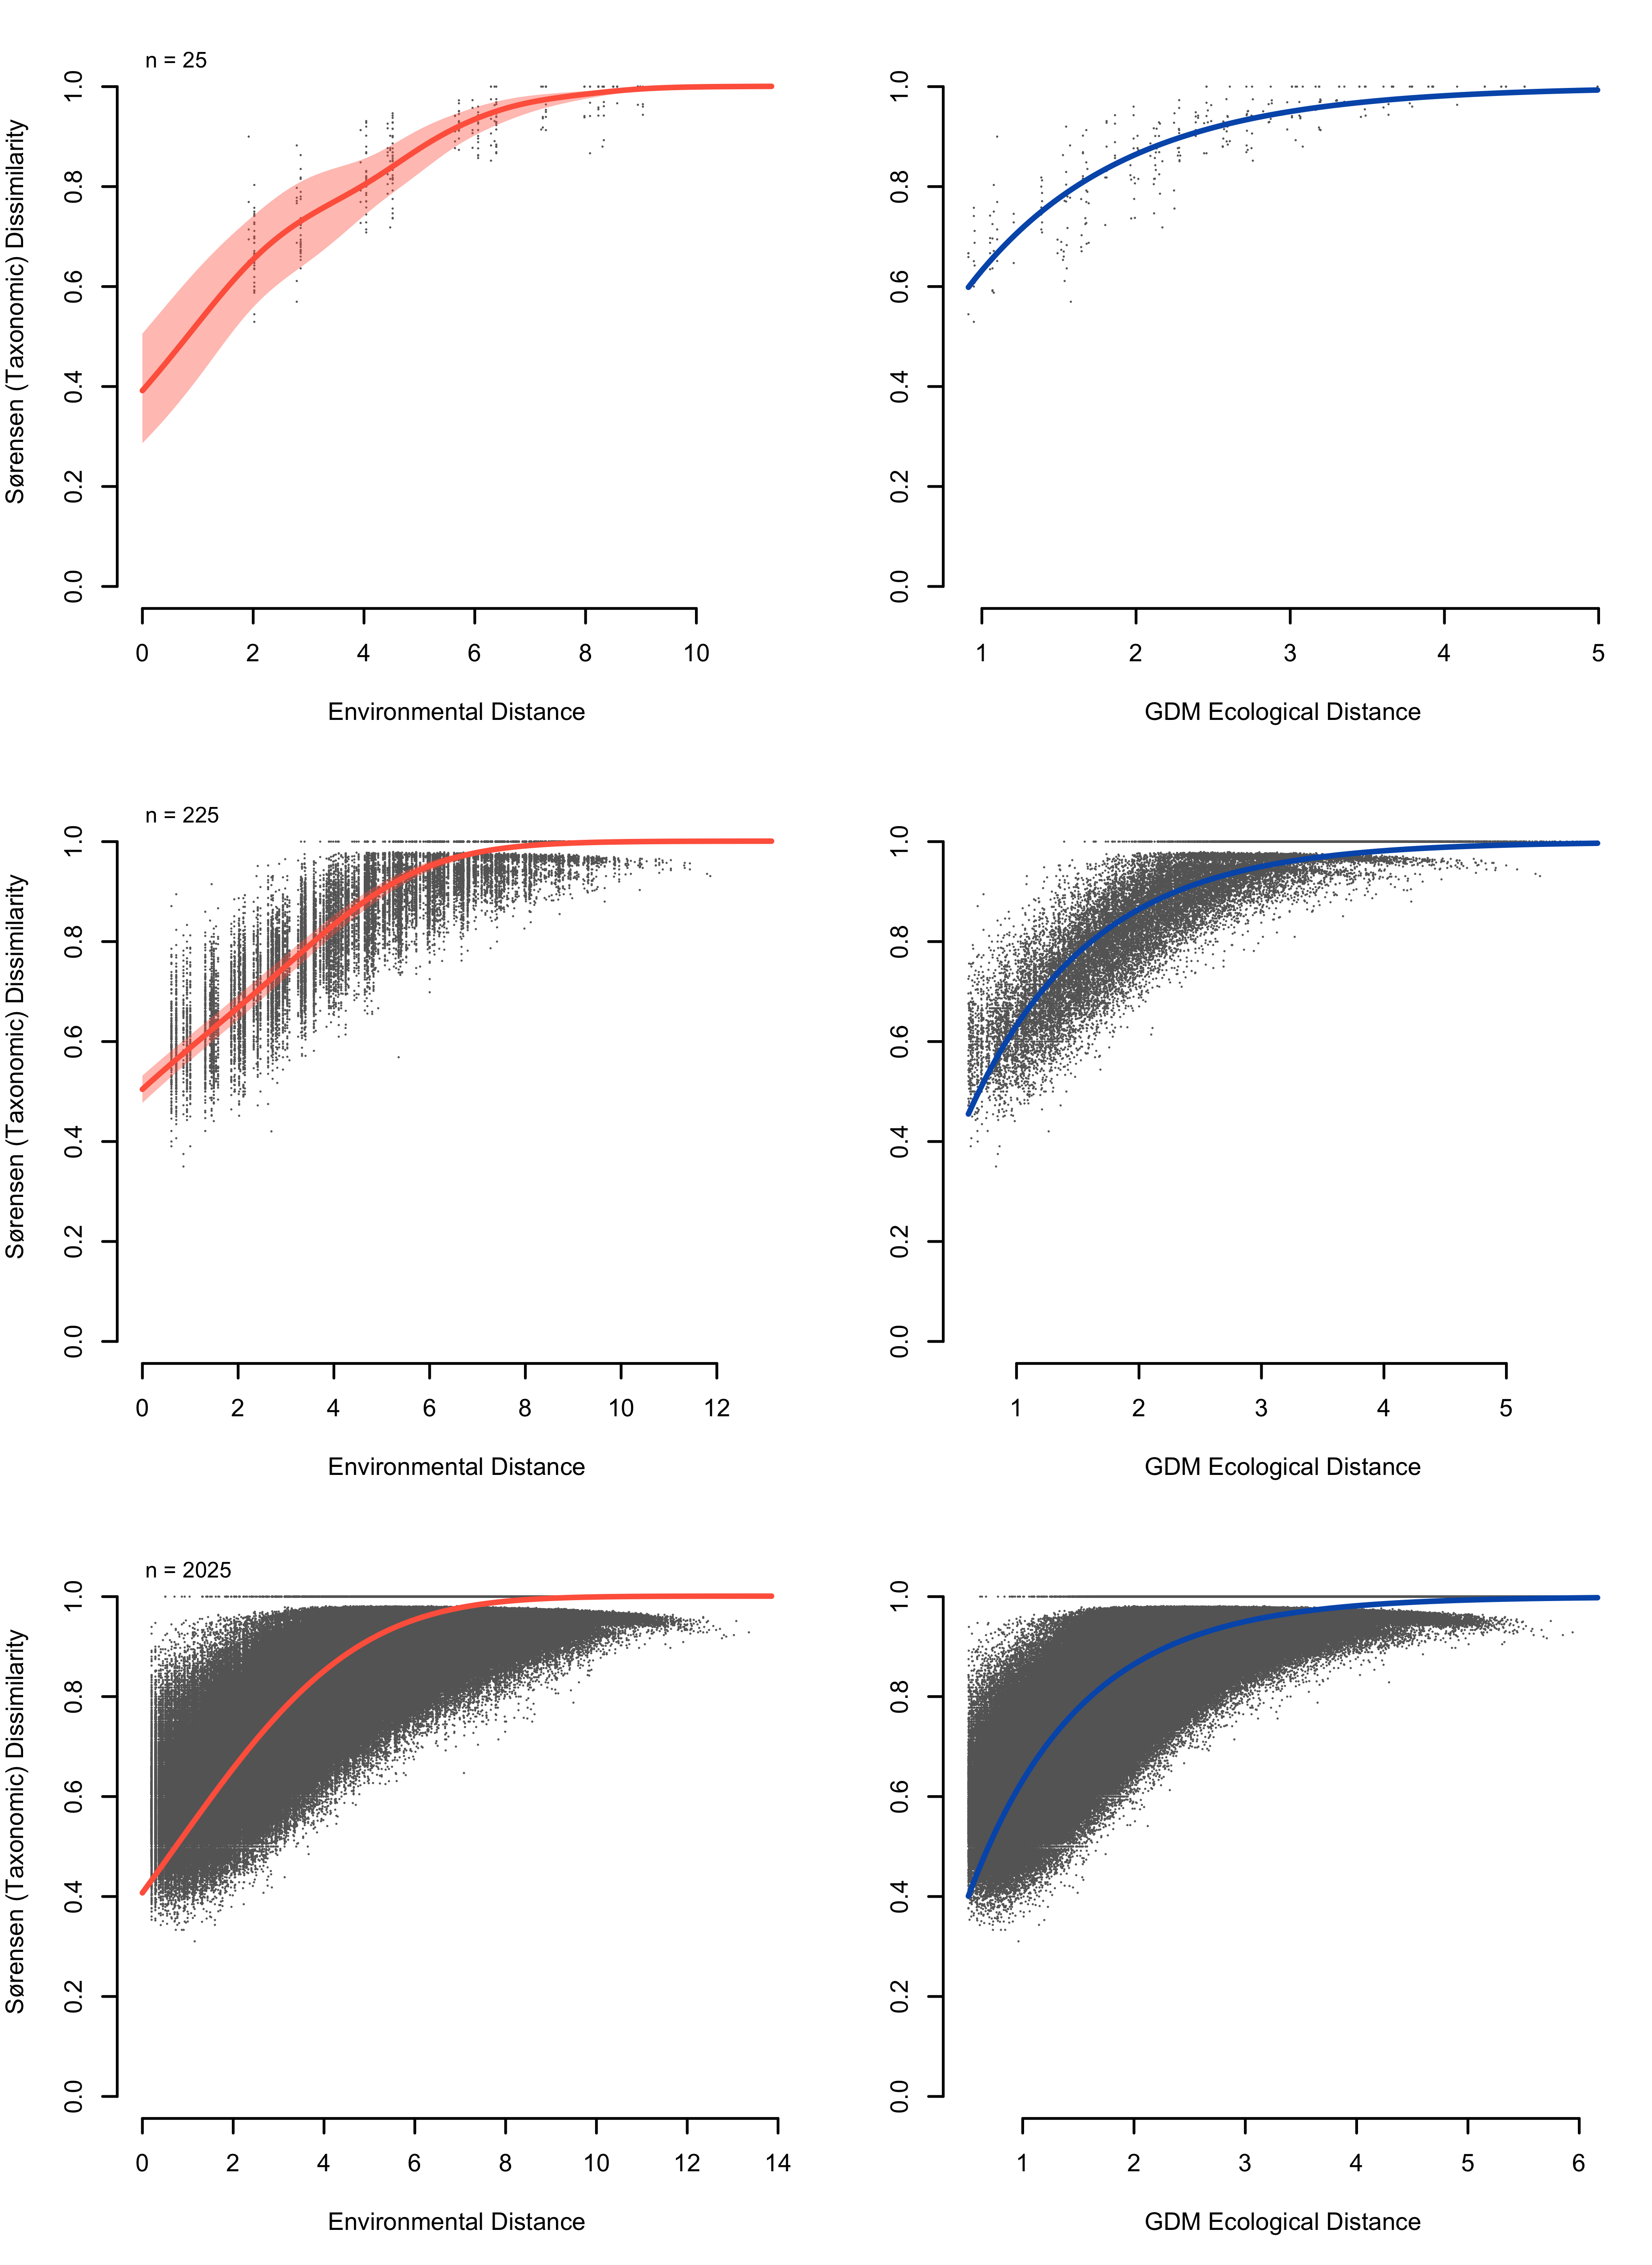 n = 25
Sørensen (Taxonomic) Dissimilarity
1.0
0.8
0.6
0.4
0.2
0.0
0 2 4 6 8 10
Environmental Distance
1.0
0.8
0.6
0.4
0.2
0.0
1 2 3 4 5
GDM Ecological Distance
n = 225
Sørensen (Taxonomic) Dissimilarity
1.0
0.8
0.6
0.4
0.2
0.0
0 2 4 6 8 10 12
Environmental Distance
1.0
0.8
0.6
0.4
0.2
0.0
1 2 3 4 5
GDM Ecological Distance
n = 2025
Sørensen (Taxonomic) Dissimilarity
1.0
0.8
0.6
0.4
0.2
0.0
0 2 4 6 8 10 12 14
Environmental Distance
1.0
0.8
0.6
0.4
0.2
0.0
1 2 3 4 5 6
GDM Ecological Distance